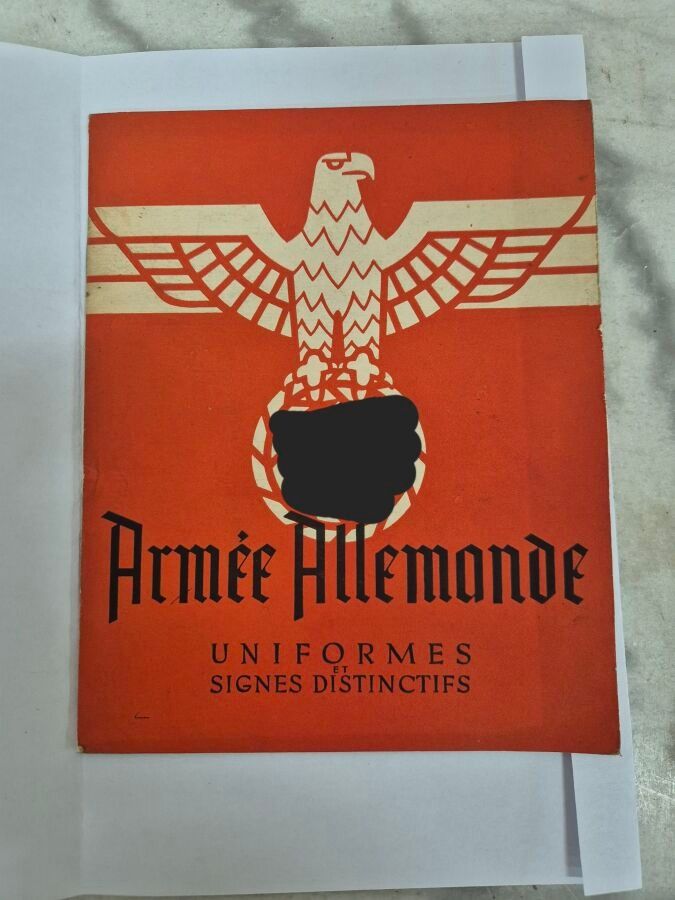 Armée Allemande
UNIFORMES
ET
SIGNES DISTINCTIFS